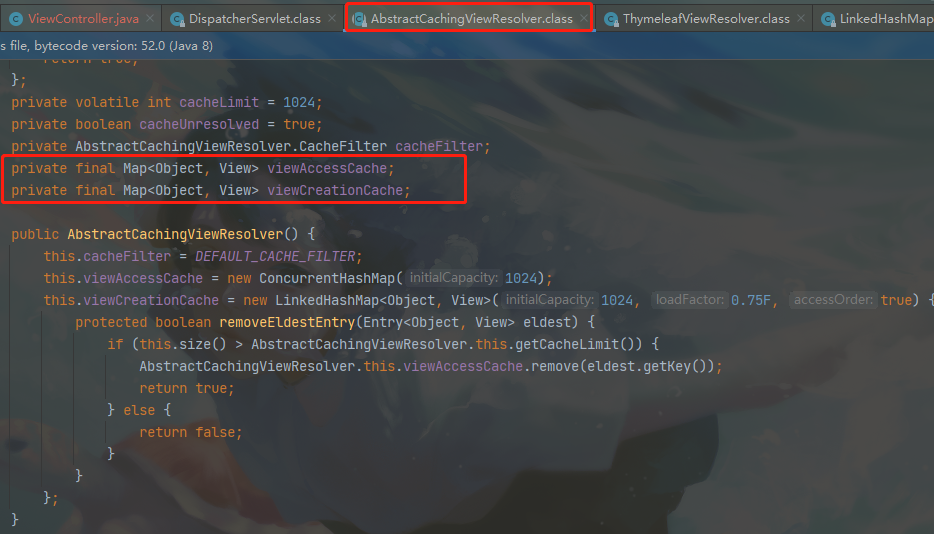 ViewController.java DispatcherServlet.class AbstractCachingViewResolver.class ThymeleafViewResolver.class LinkedHashMap
s file, bytecode version: 52.0 (Java 8)
return true;
};
private volatile int cacheLimit = 1024;
private boolean cacheUnresolved = true;
private AbstractCachingViewResolver.CacheFilter cacheFilter;
private final Map<Object, View> viewAccessCache;
private final Map<Object, View> viewCreationCache;
public AbstractCachingViewResolver() {
this.cacheFilter = DEFAULT_CACHE_FILTER;
this.viewAccessCache = new ConcurrentHashMap( initialCapacity: 1024);
this.viewCreationCache = new LinkedHashMap<Object, View>( initialCapacity: 1024, loadFactor: 0.75F, accessOrder: true) {
protected boolean removeEldestEntry(Entry<Object, View> eldest) {
if (this.size() > AbstractCachingViewResolver.this.getCacheLimit()) {
AbstractCachingViewResolver.this.viewAccessCache.remove(eldest.getKey());
return true;
} else {
return false;
}
}
};
}